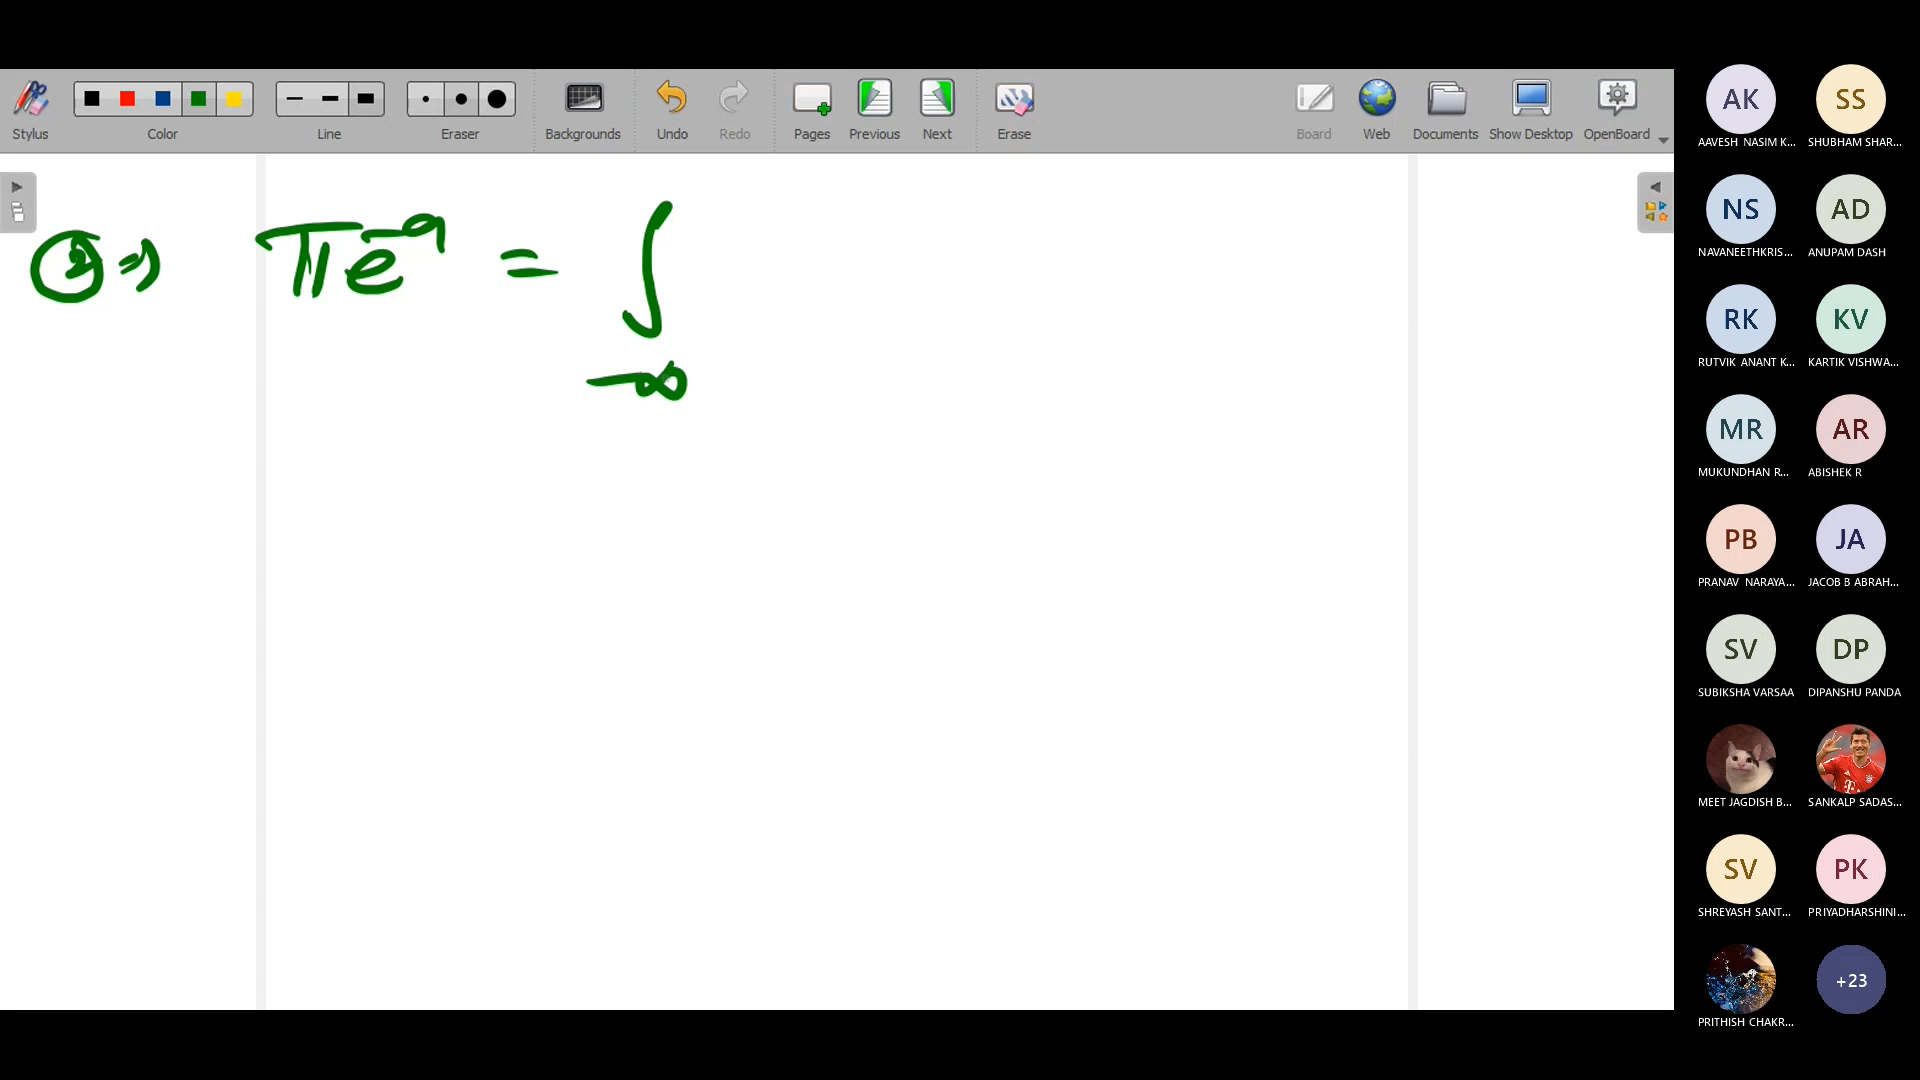 Stylus Color Line Eraser Backgrounds Undo Redo Pages Previous Next Erase Board Web Documents Show Desktop OpenBoard
② ⇒ πe⁻ᵃ = ∫
-∞
AK SS
AAVESH NASIM K... SHUBHAM SHAR...
NS AD
NAVANEETHKRIS... ANUPAM DASH
RK KV
RUTVIK ANANT K... KARTIK VISHWA...
MR AR
MUKUNDHAN R... ABISHEK R
PB JA
PRANAV NARAYA... JACOB B ABRAH...
SV DP
SUBIKSHA VARSAA DIPANSHU PANDA
MEET JAGDISH B... SANKALP SADAS...
SV PK
SHREYASH SANT... PRIYADHARSHINI...
+23
PRITHISH CHAKR...